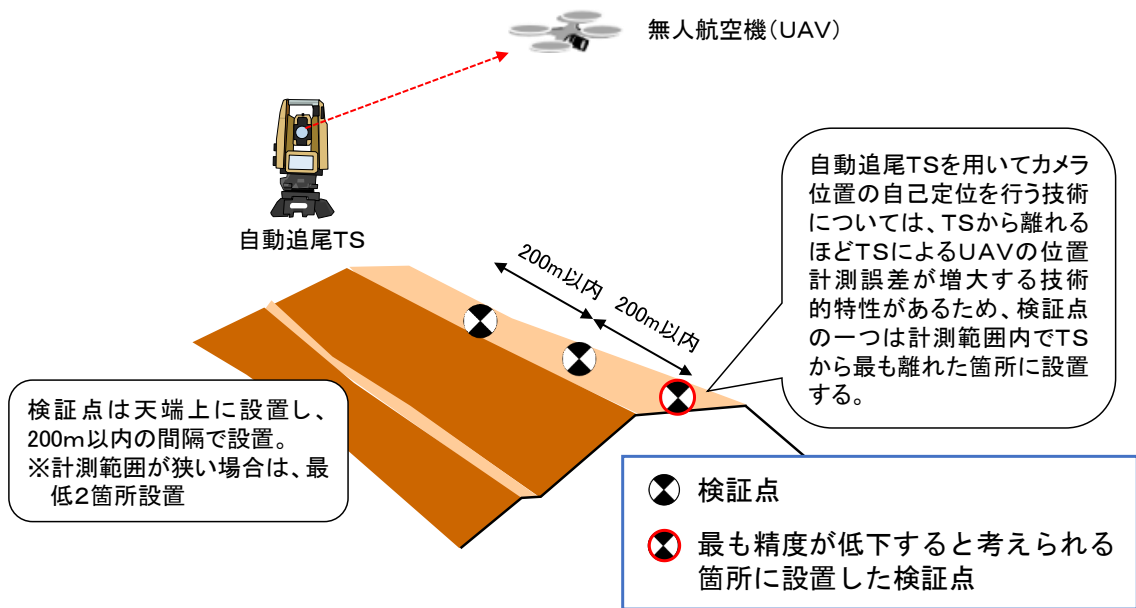 無人航空機（UAV）
自動追尾TS
200m以内
200m以内
自動追尾TSを用いてカメラ
位置の自己定位を行う技術
については、TSから離れる
ほどTSによるUAVの位置
計測誤差が増大する技術
的特性があるため、検証点
の一つは計測範囲内でTS
から最も離れた箇所に設置
する。
検証点は天端上に設置し、
200m以内の間隔で設置。
※計測範囲が狭い場合は、最
低2箇所設置
検証点
最も精度が低下すると考えられる
箇所に設置した検証点